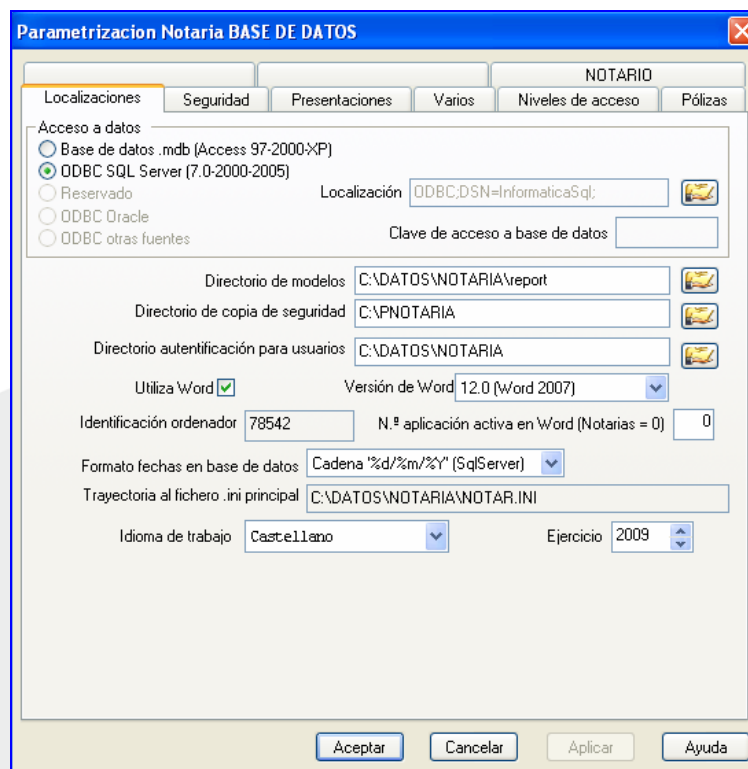 Parametrizacion Notaria BASE DE DATOS
NOTARIO
Localizaciones Seguridad Presentaciones Varios Niveles de acceso Pólizas
Acceso a datos
Base de datos .mdb (Access 97-2000-XP)
ODBC SQL Server (7.0-2000-2005)
Reservado Localización ODBC;DSN=InformaticaSql;
ODBC Oracle
ODBC otras fuentes Clave de acceso a base de datos
Directorio de modelos C:\DATOS\NOTARIA\report
Directorio de copia de seguridad C:\PNOTARIA
Directorio autentificación para usuarios C:\DATOS\NOTARIA
Utiliza Word Versión de Word 12.0 (Word 2007)
Identificación ordenador 78542 N.º aplicación activa en Word (Notarias = 0) 0
Formato fechas en base de datos Cadena '%d/%m/%Y' (SqlServer)
Trayectoria al fichero .ini principal C:\DATOS\NOTARIA\NOTAR.INI
Idioma de trabajo Castellano Ejercicio 2009
Aceptar Cancelar Aplicar Ayuda